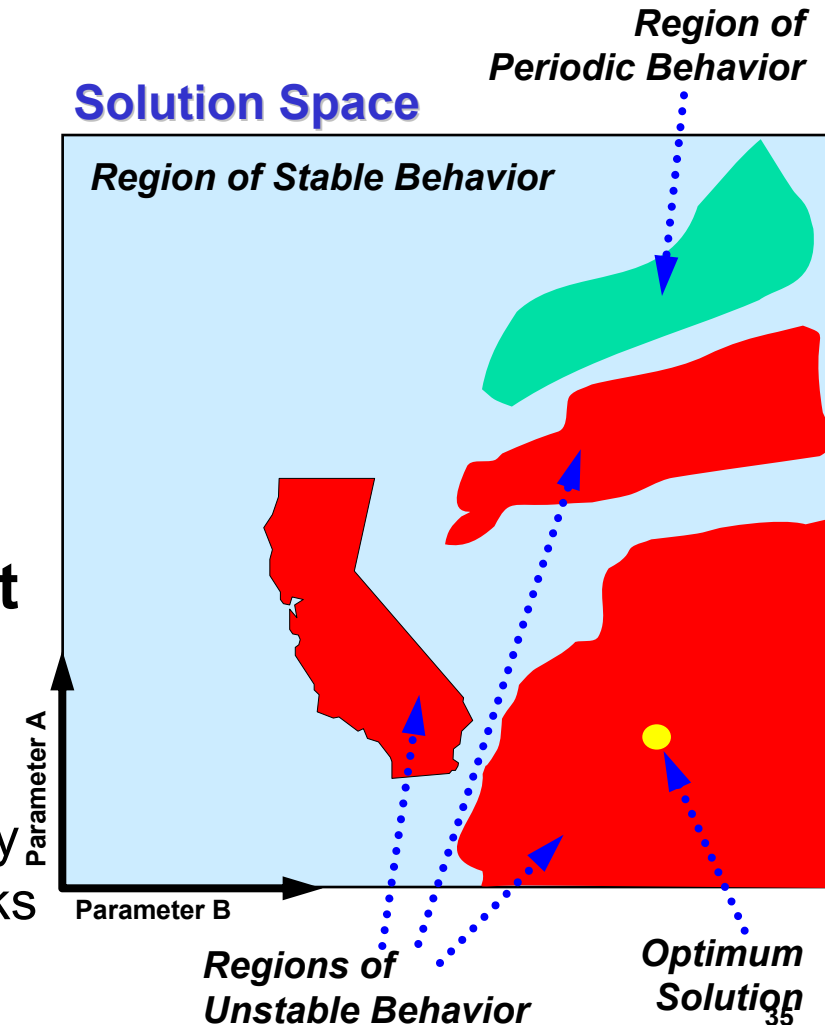 Region of
Periodic Behavior
Solution Space
Region of Stable Behavior
t
Parameter A
y
ks
Parameter B
Regions of
Unstable Behavior
Optimum
Solution
35